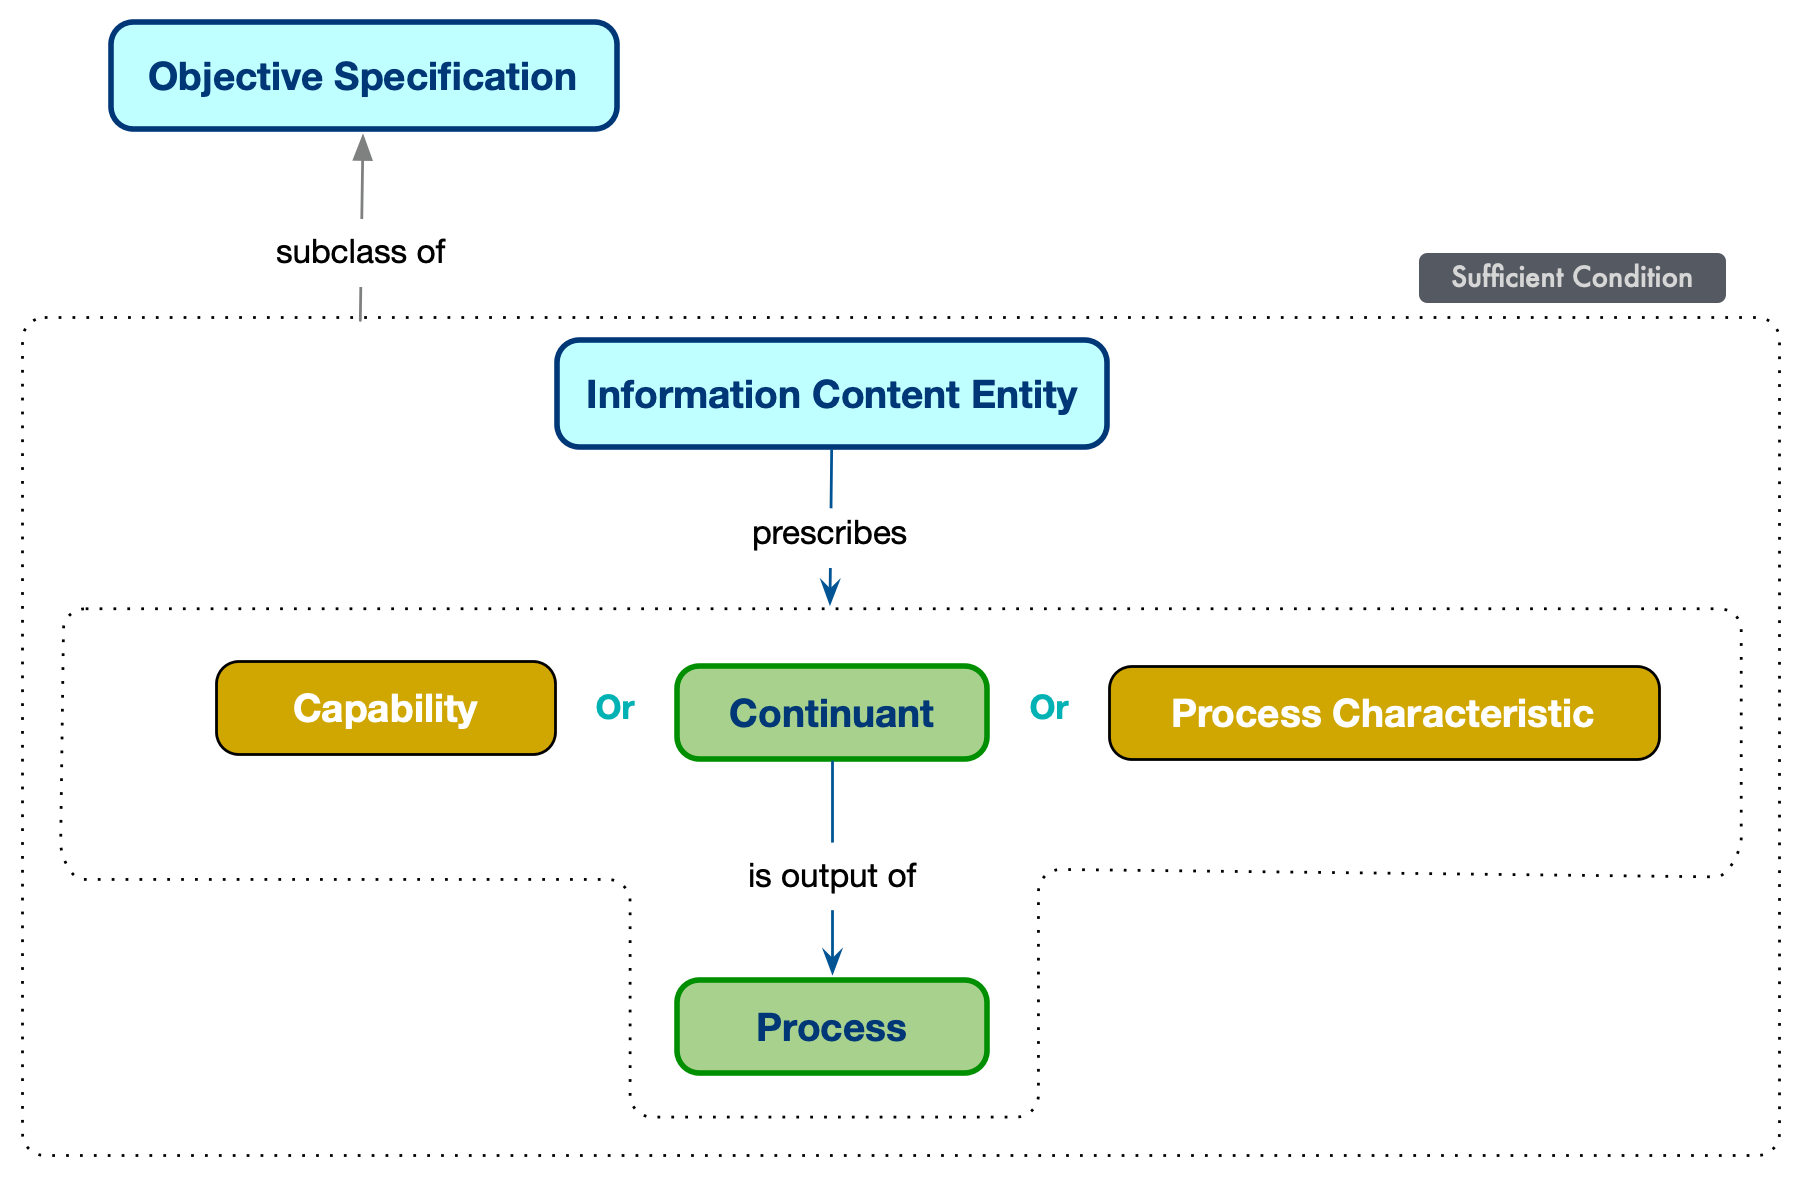 Objective Specification
subclass of
Sufficient Condition
Information Content Entity
prescribes
Capability Or Continuant Or Process Characteristic
is output of
Process